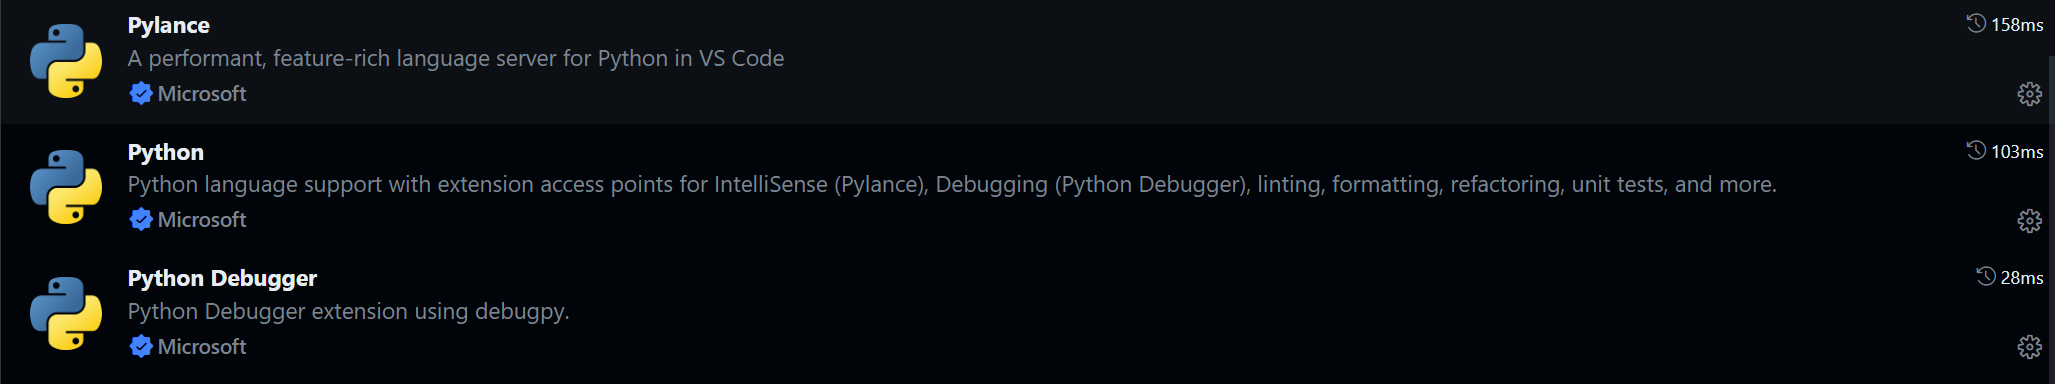 Pylance
158ms
A performant, feature-rich language server for Python in VS Code
Microsoft
Python
103ms
Python language support with extension access points for IntelliSense (Pylance), Debugging (Python Debugger), linting, formatting, refactoring, unit tests, and more.
Microsoft
Python Debugger
28ms
Python Debugger extension using debugpy.
Microsoft